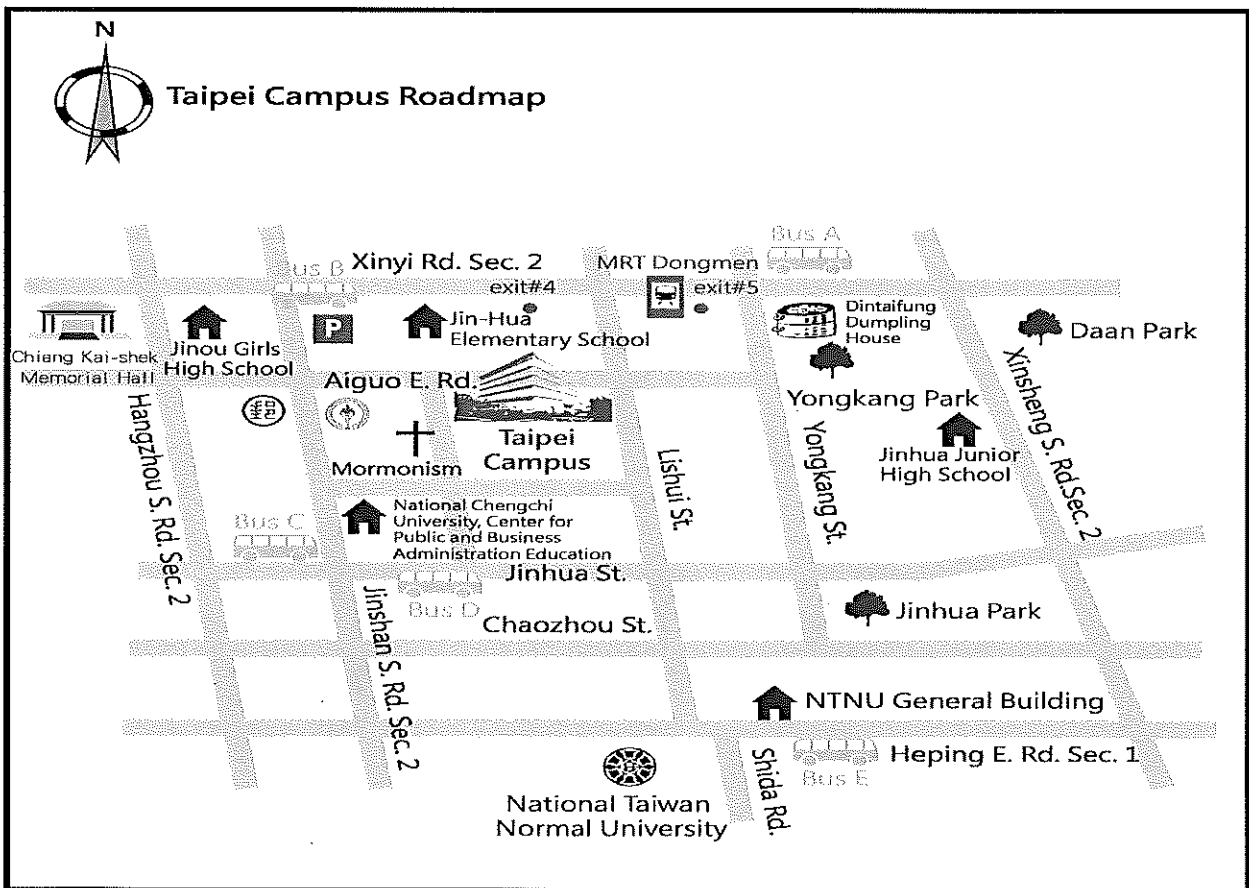 N
Taipei Campus Roadmap
Bus A
Bus B
Xinyi Rd. Sec. 2
MRT Dongmen
exit#4
exit#5
P
Jin-Hua
Elementary School
Dintaifung
Dumpling
House
Daan Park
Chiang Kai-shek
Memorial Hall
Jinou Girls
High School
Aiguo E. Rd.
Yongkang Park
Hangzhou S. Rd. Sec. 2
Mormonism
Taipei
Campus
Lishui St.
Yongkang St.
Jinhua Junior
High School
Xinsheng S. Rd.Sec. 2
National Chengchi
University, Center for
Public and Business
Administration Education
Bus C
Jinhua St.
Bus D
Jinshan S. Rd. Sec. 2
Chaozhou St.
Jinhua Park
NTNU General Building
Heping E. Rd. Sec. 1
Bus E
Shida Rd.
National Taiwan
Normal University